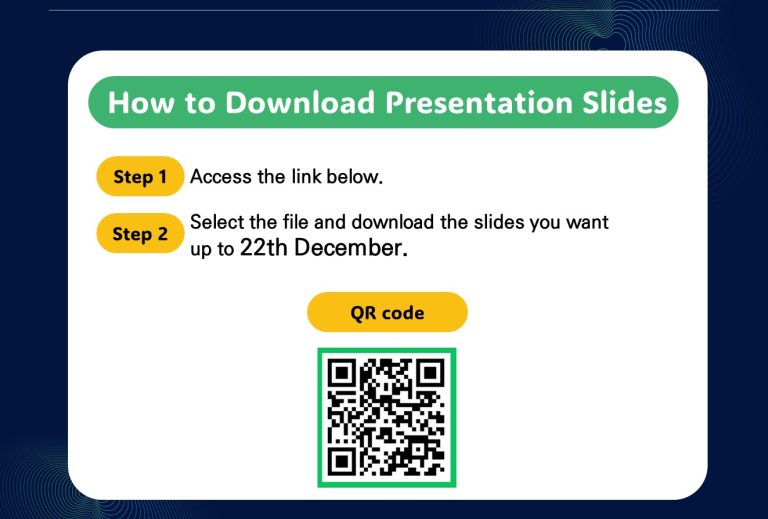 How to Download Presentation Slides
Step 1 Access the link below.
Step 2 Select the file and download the slides you want
up to 22th December.
QR code